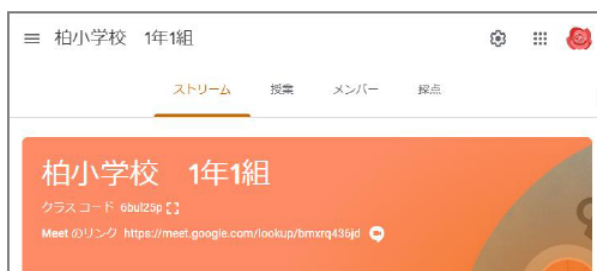 柏小学校　1年1組
ストリーム　授業　メンバー　採点
柏小学校　1年1組
クラス コード 6bul25p
Meet のリンク https://meet.google.com/lookup/bmxrq436jd